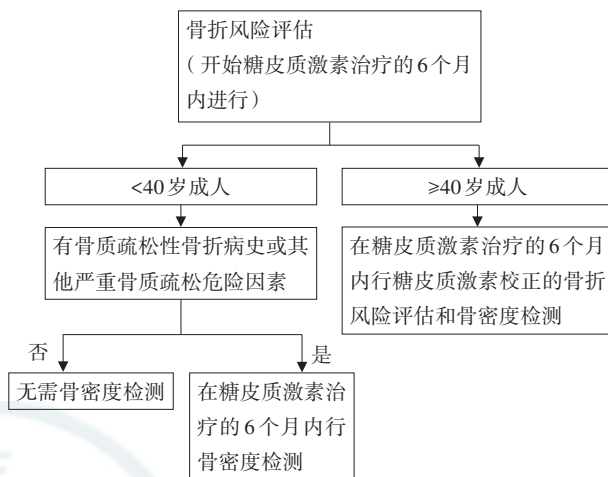 骨折风险评估
（开始糖皮质激素治疗的6个月
内进行）
<40岁成人
≥40岁成人
有骨质疏松性骨折病史或其
他严重骨质疏松危险因素
在糖皮质激素治疗的6个月
内行糖皮质激素校正的骨折
风险评估和骨密度检测
否
是
无需骨密度检测
在糖皮质激素治
疗的6个月内行
骨密度检测